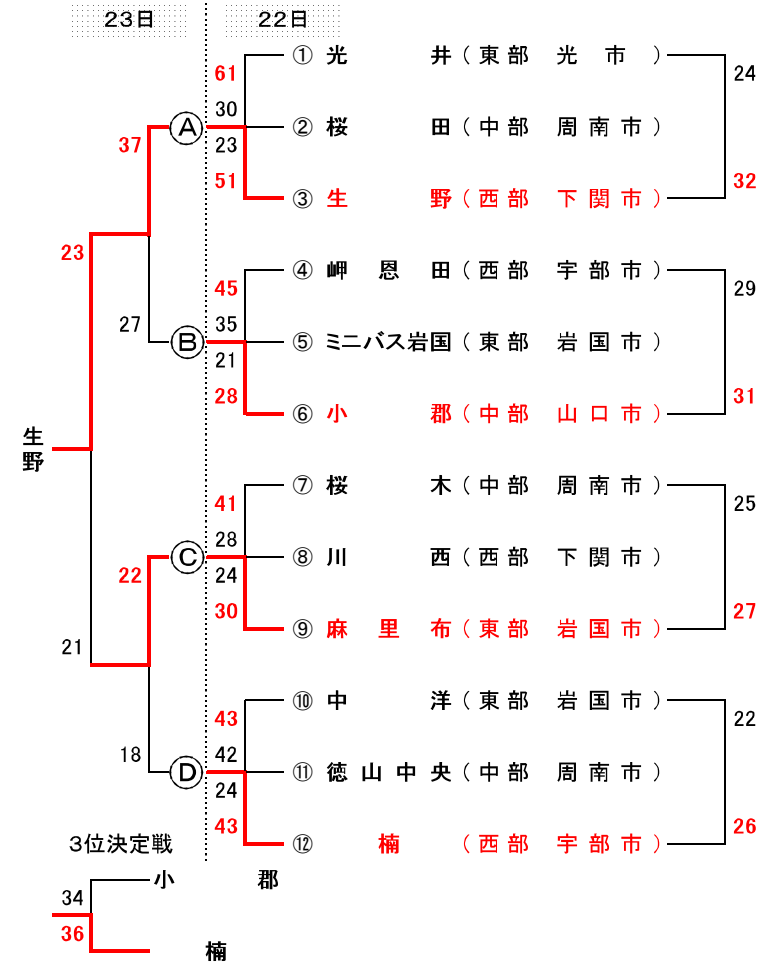 23日 22日
① 光井(東部 光市)
61 24
30
② 桜田(中部 周南市)
A
37 23
51 32
③ 生野(西部 下関市)
23
④ 岬恩田(西部 宇部市)
45 29
27 35
⑤ ミニバス岩国(東部 岩国市)
B
21
28 31
⑥ 小郡(中部 山口市)
生野
⑦ 桜木(中部 周南市)
41 25
28
⑧ 川西(西部 下関市)
C
22 24
30 27
⑨ 麻里布(東部 岩国市)
21
⑩ 中洋(東部 岩国市)
43 22
18 42
⑪ 徳山中央(中部 周南市)
D
24
43 26
⑫ 楠(西部 宇部市)
3位決定戦
小郡
34
36
楠